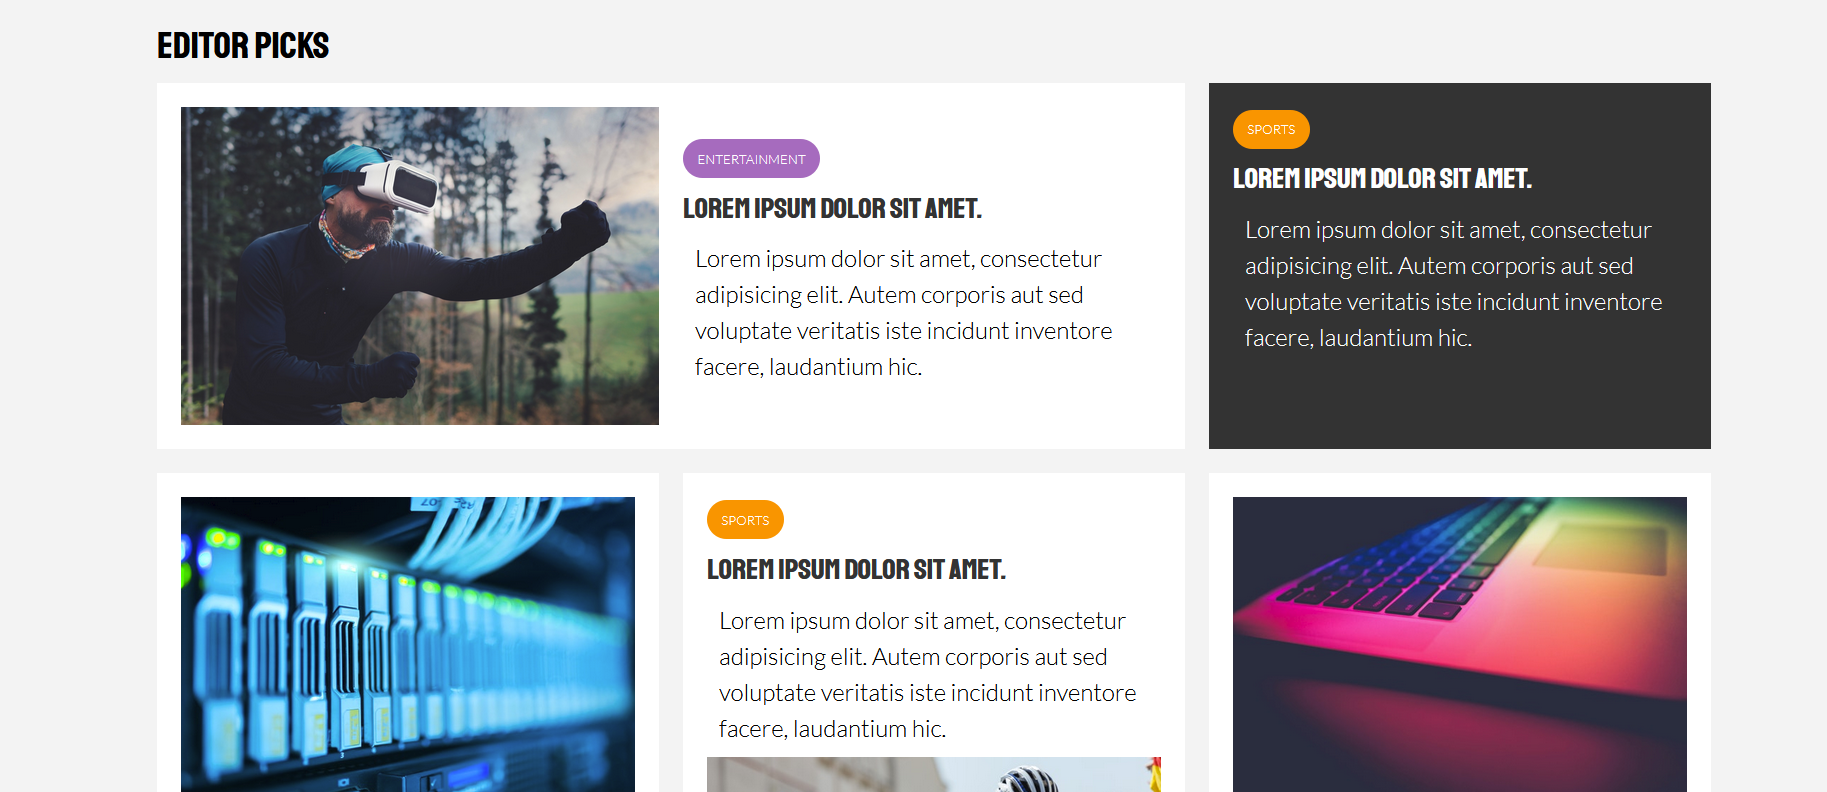 EDITOR PICKS
ENTERTAINMENT
LOREM IPSUM DOLOR SIT AMET.
Lorem ipsum dolor sit amet, consectetur
adipisicing elit. Autem corporis aut sed
voluptate veritatis iste incidunt inventore
facere, laudantium hic.
SPORTS
LOREM IPSUM DOLOR SIT AMET.
Lorem ipsum dolor sit amet, consectetur
adipisicing elit. Autem corporis aut sed
voluptate veritatis iste incidunt inventore
facere, laudantium hic.
SPORTS
LOREM IPSUM DOLOR SIT AMET.
Lorem ipsum dolor sit amet, consectetur
adipisicing elit. Autem corporis aut sed
voluptate veritatis iste incidunt inventore
facere, laudantium hic.